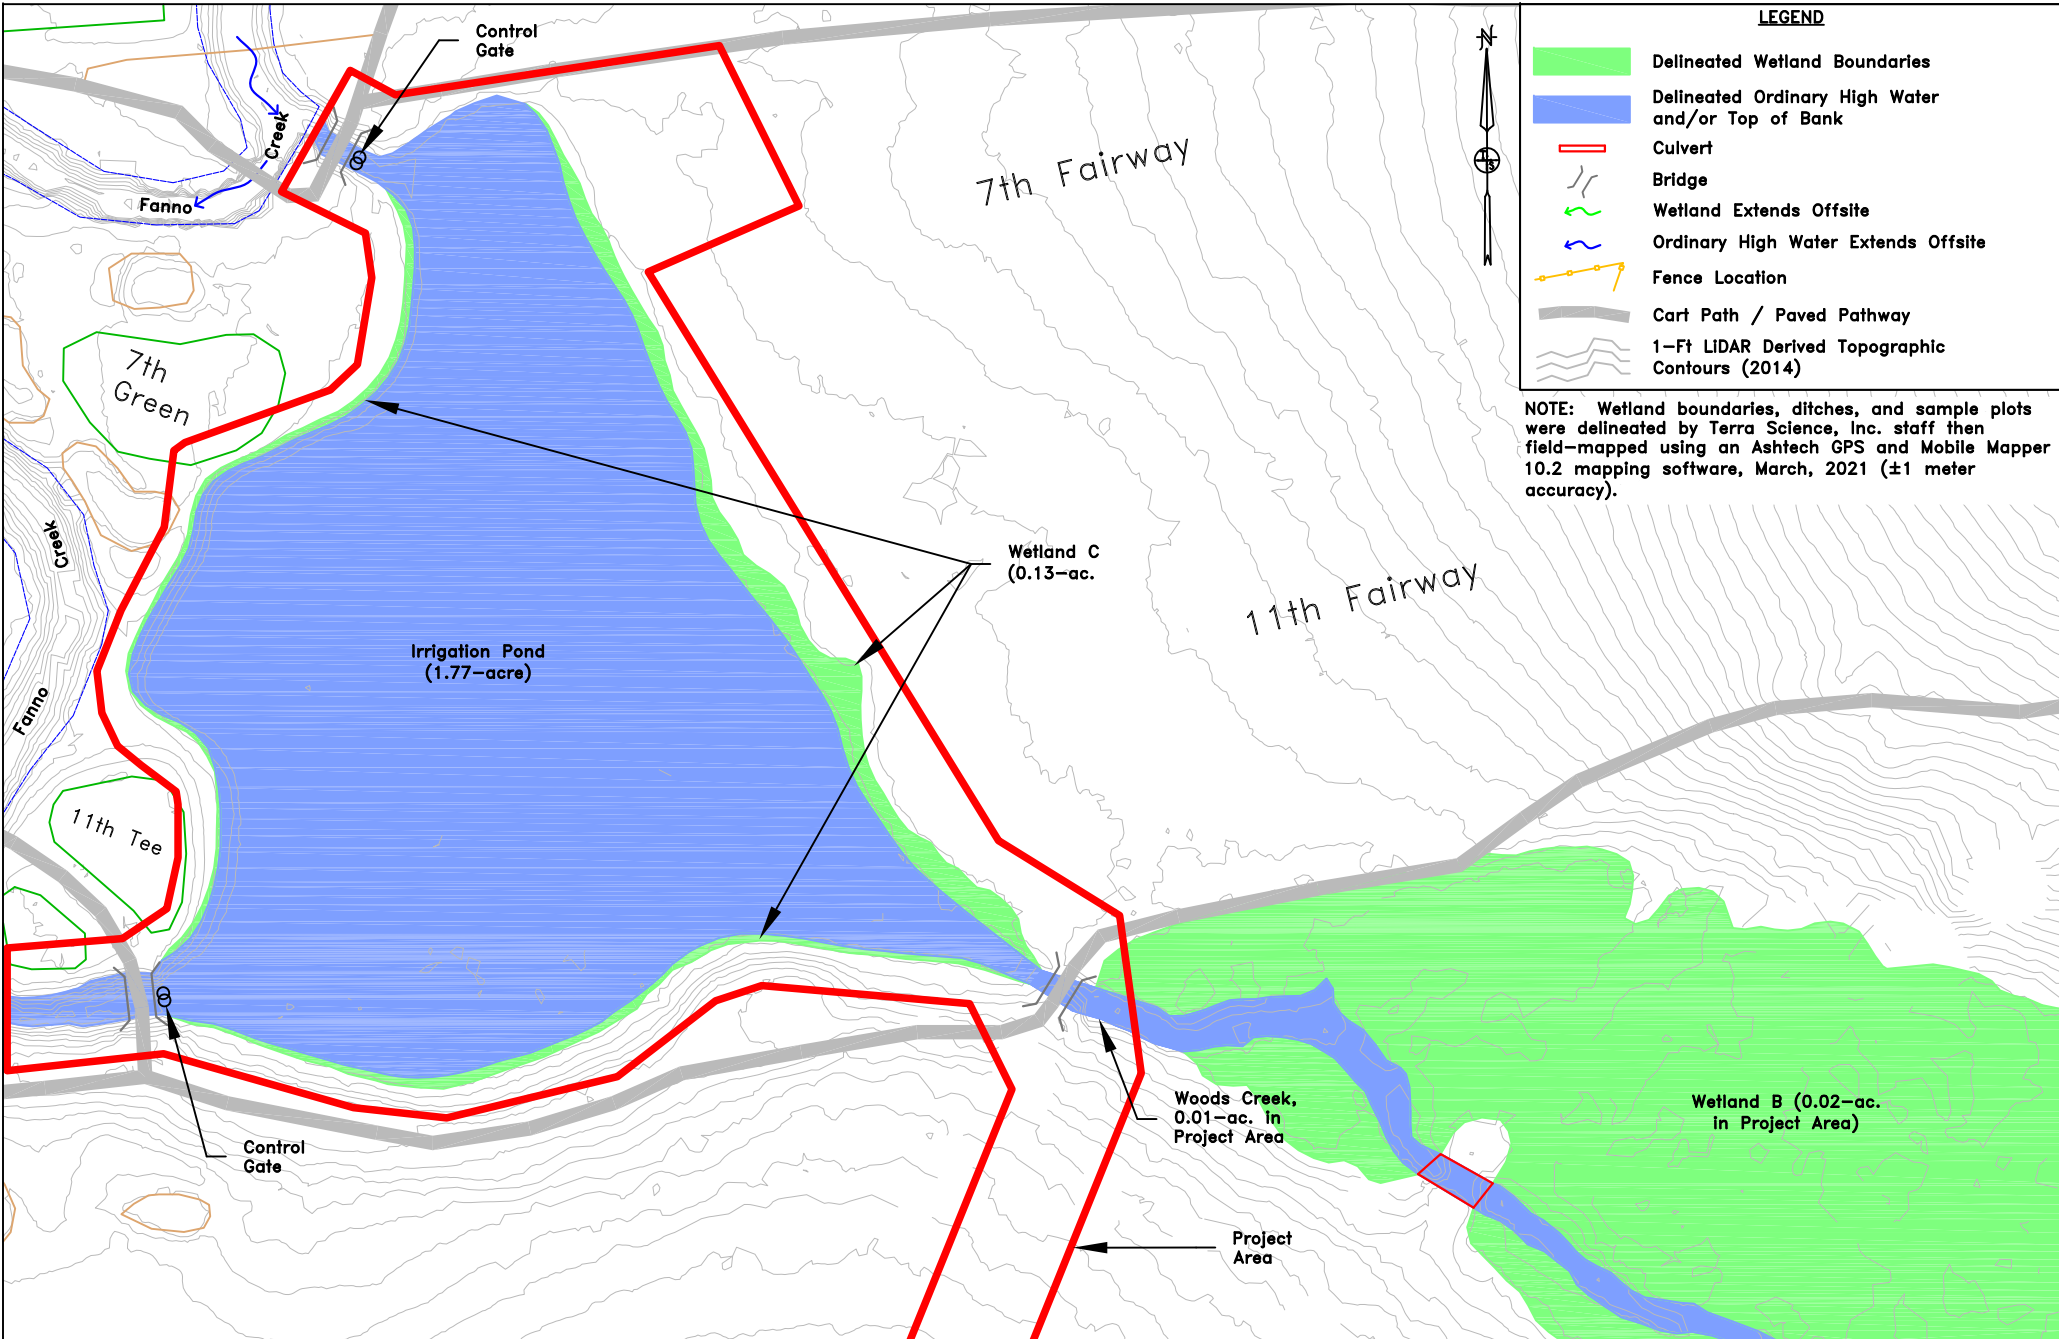 Control
Gate
Creek
Fanno
7th Fairway
N
T
S
LEGEND
Delineated Wetland Boundaries
Delineated Ordinary High Water
and/or Top of Bank
Culvert
Bridge
Wetland Extends Offsite
Ordinary High Water Extends Offsite
Fence Location
Cart Path / Paved Pathway
1-Ft LiDAR Derived Topographic
Contours (2014)
NOTE: Wetland boundaries, ditches, and sample plots
were delineated by Terra Science, Inc. staff then
field-mapped using an Ashtech GPS and Mobile Mapper
10.2 mapping software, March, 2021 (±1 meter
accuracy).
7th
Green
Creek
Fanno
Wetland C
(0.13-ac.
11th Fairway
Irrigation Pond
(1.77-acre)
11th Tee
Woods Creek,
0.01-ac. in
Project Area
Wetland B (0.02-ac.
in Project Area)
Control
Gate
Project
Area